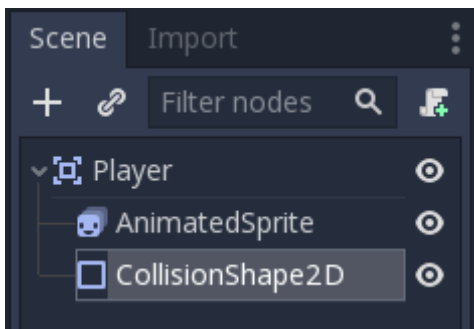 Scene Import
Filter nodes
Player
AnimatedSprite
CollisionShape2D